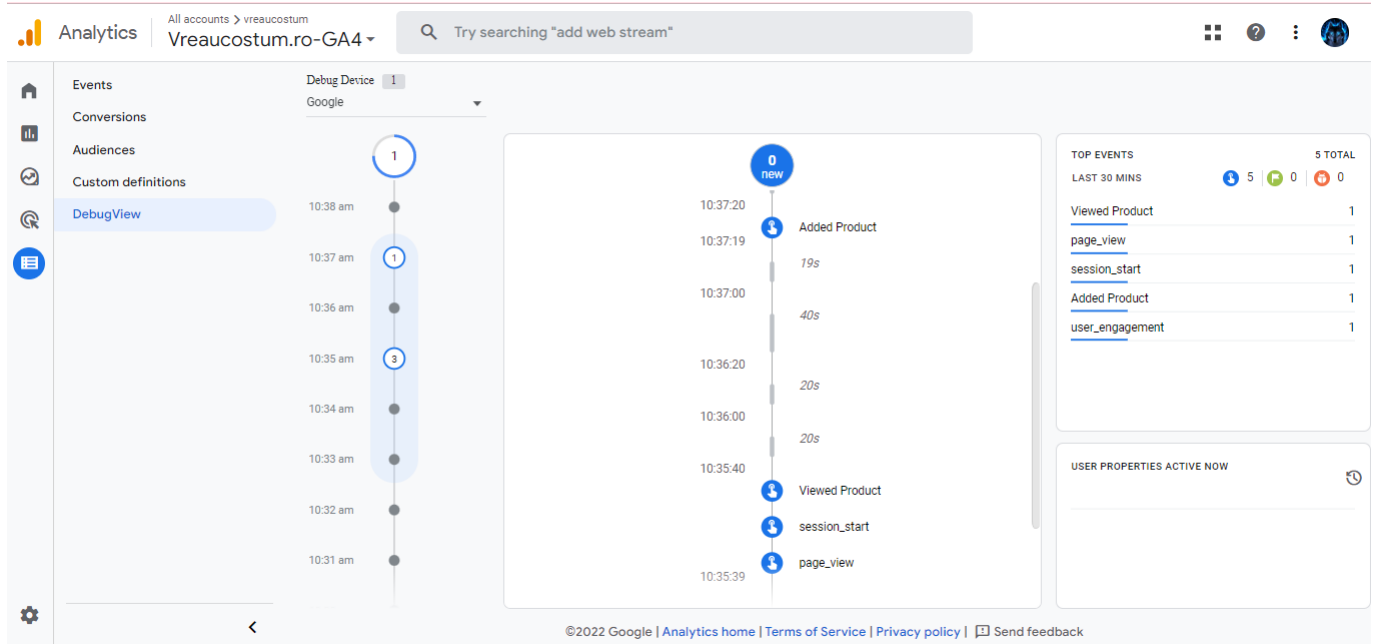 All accounts > vreaucostum
Analytics
Vreaucostum.ro-GA4
Try searching "add web stream"
Events
Conversions
Audiences
Custom definitions
DebugView
Debug Device 1
Google
1
10:38 am
10:37 am 1
10:36 am
10:35 am 3
10:34 am
10:33 am
10:32 am
10:31 am
0
new
10:37:20
Added Product
10:37:19
19s
10:37:00
40s
10:36:20
20s
10:36:00
20s
10:35:40
Viewed Product
session_start
page_view
10:35:39
TOP EVENTS 5 TOTAL
LAST 30 MINS 5 0 0
Viewed Product 1
page_view 1
session_start 1
Added Product 1
user_engagement 1
USER PROPERTIES ACTIVE NOW
©2022 Google | Analytics home | Terms of Service | Privacy policy | Send feedback